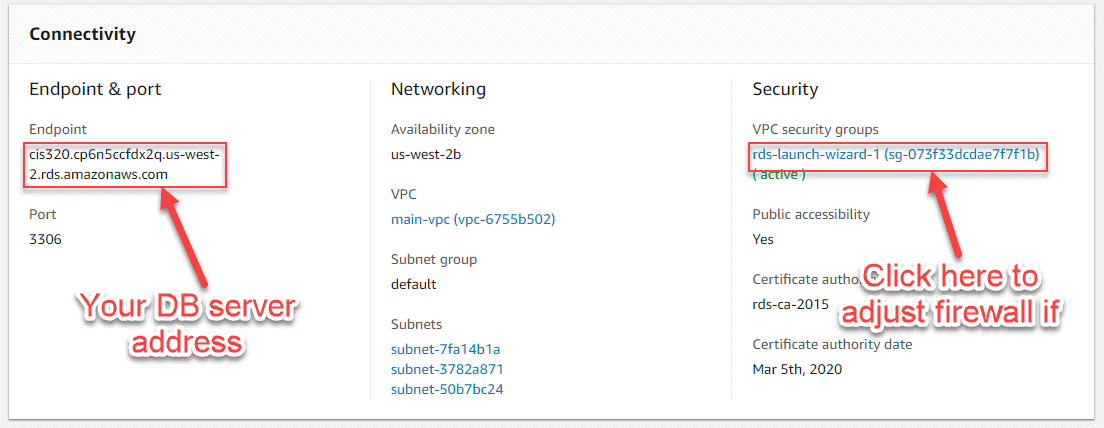 Connectivity
Endpoint & port
Endpoint
cis320.cp6n5ccfdx2q.us-west-
2.rds.amazonaws.com
Port
3306
Your DB server
address
Networking
Availability zone
us-west-2b
VPC
main-vpc (vpc-6755b502)
Subnet group
default
Subnets
subnet-7fa14b1a
subnet-3782a871
subnet-50b7bc24
Security
VPC security groups
rds-launch-wizard-1 (sg-073f33dcdae7f7f1b)
( active )
Public accessibility
Yes
Certificate
rds-ca-2015
Click here to
adjust firewall if
Certificate authority date
Mar 5th, 2020